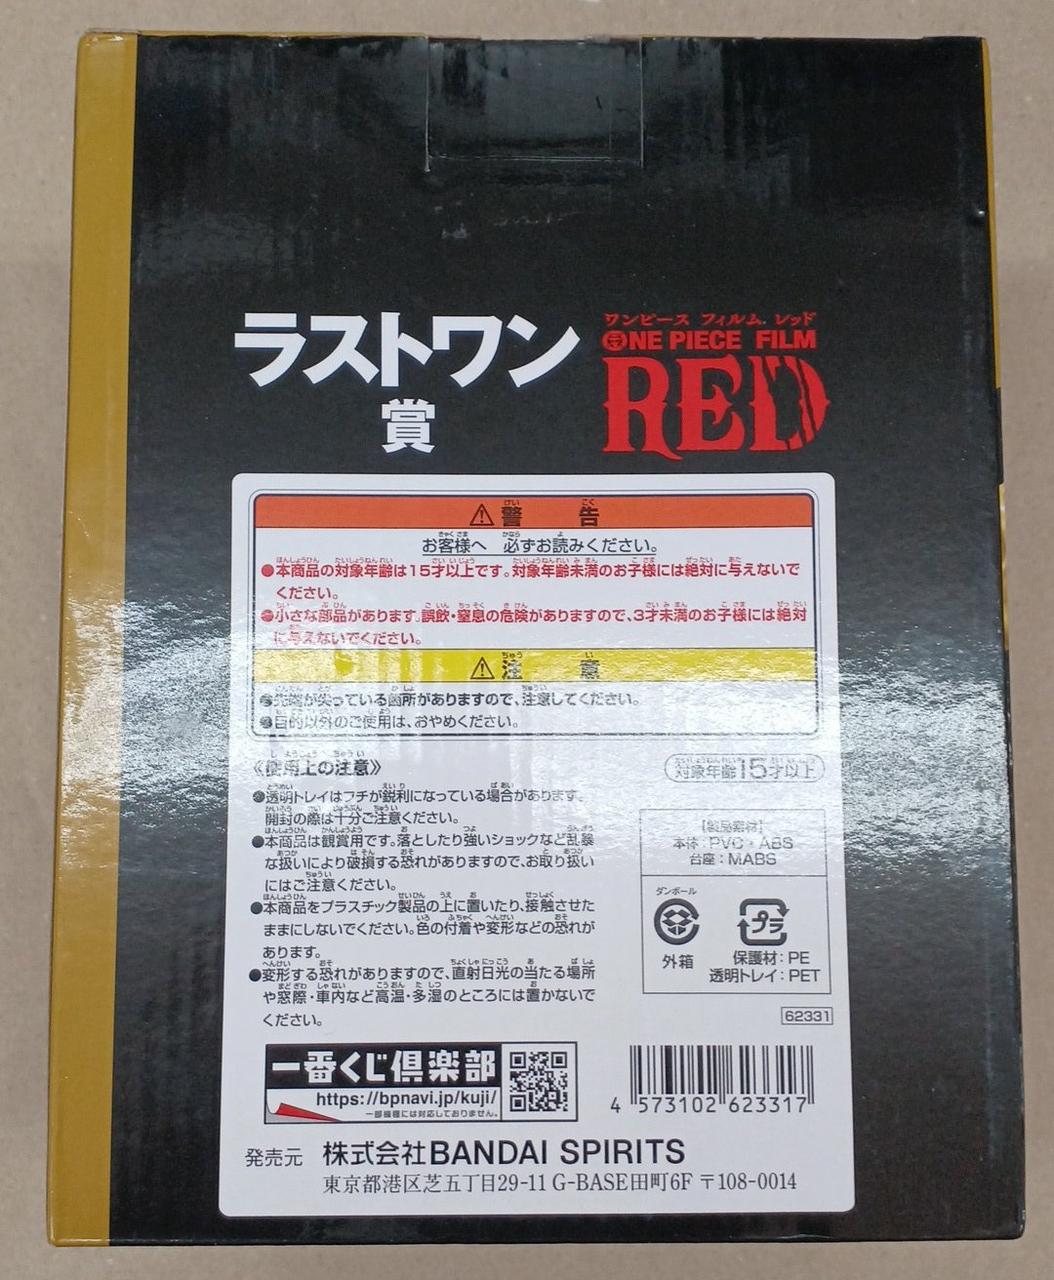 ラストワン
賞
ワンピース フィルム レッド
ONE PIECE FILM
RED
⚠警告
お客様へ 必ずお読みください。
●本商品の対象年齢は15才以上です。対象年齢未満のお子様には絶対に与えないで
ください。
●小さな部品があります。誤飲・窒息の危険がありますので、3才未満のお子様には絶対
に与えないでください。
⚠注意
●先端が尖っている箇所がありますので、注意してください。
●目的以外のご使用は、おやめください。
《使用上の注意》
●透明トレイはフチが鋭利になっている場合があります。
開封の際は十分ご注意ください。
●本商品は観賞用です。落としたり強いショックなど乱暴
な扱いにより破損する恐れがありますので、お取り扱い
にはご注意ください。
●本商品をプラスチック製品の上に置いたり、接触させた
ままにしないでください。色の付着や変形などの恐れが
あります。
●変形する恐れがありますので、直射日光の当たる場所
や窓際・車内など高温・多湿のところには置かないで
ください。
対象年齢15才以上
【製品素材】
本体：PVC・ABS
台座：MABS
ダンボール
外箱
プラ
保護材：PE
透明トレイ：PET
62331
一番くじ倶楽部
https://bpnavi.jp/kuji/
一部機種には対応しておりません。
4 573102 623317
発売元 株式会社BANDAI SPIRITS
東京都港区芝五丁目29-11 G-BASE田町6F 〒108-0014